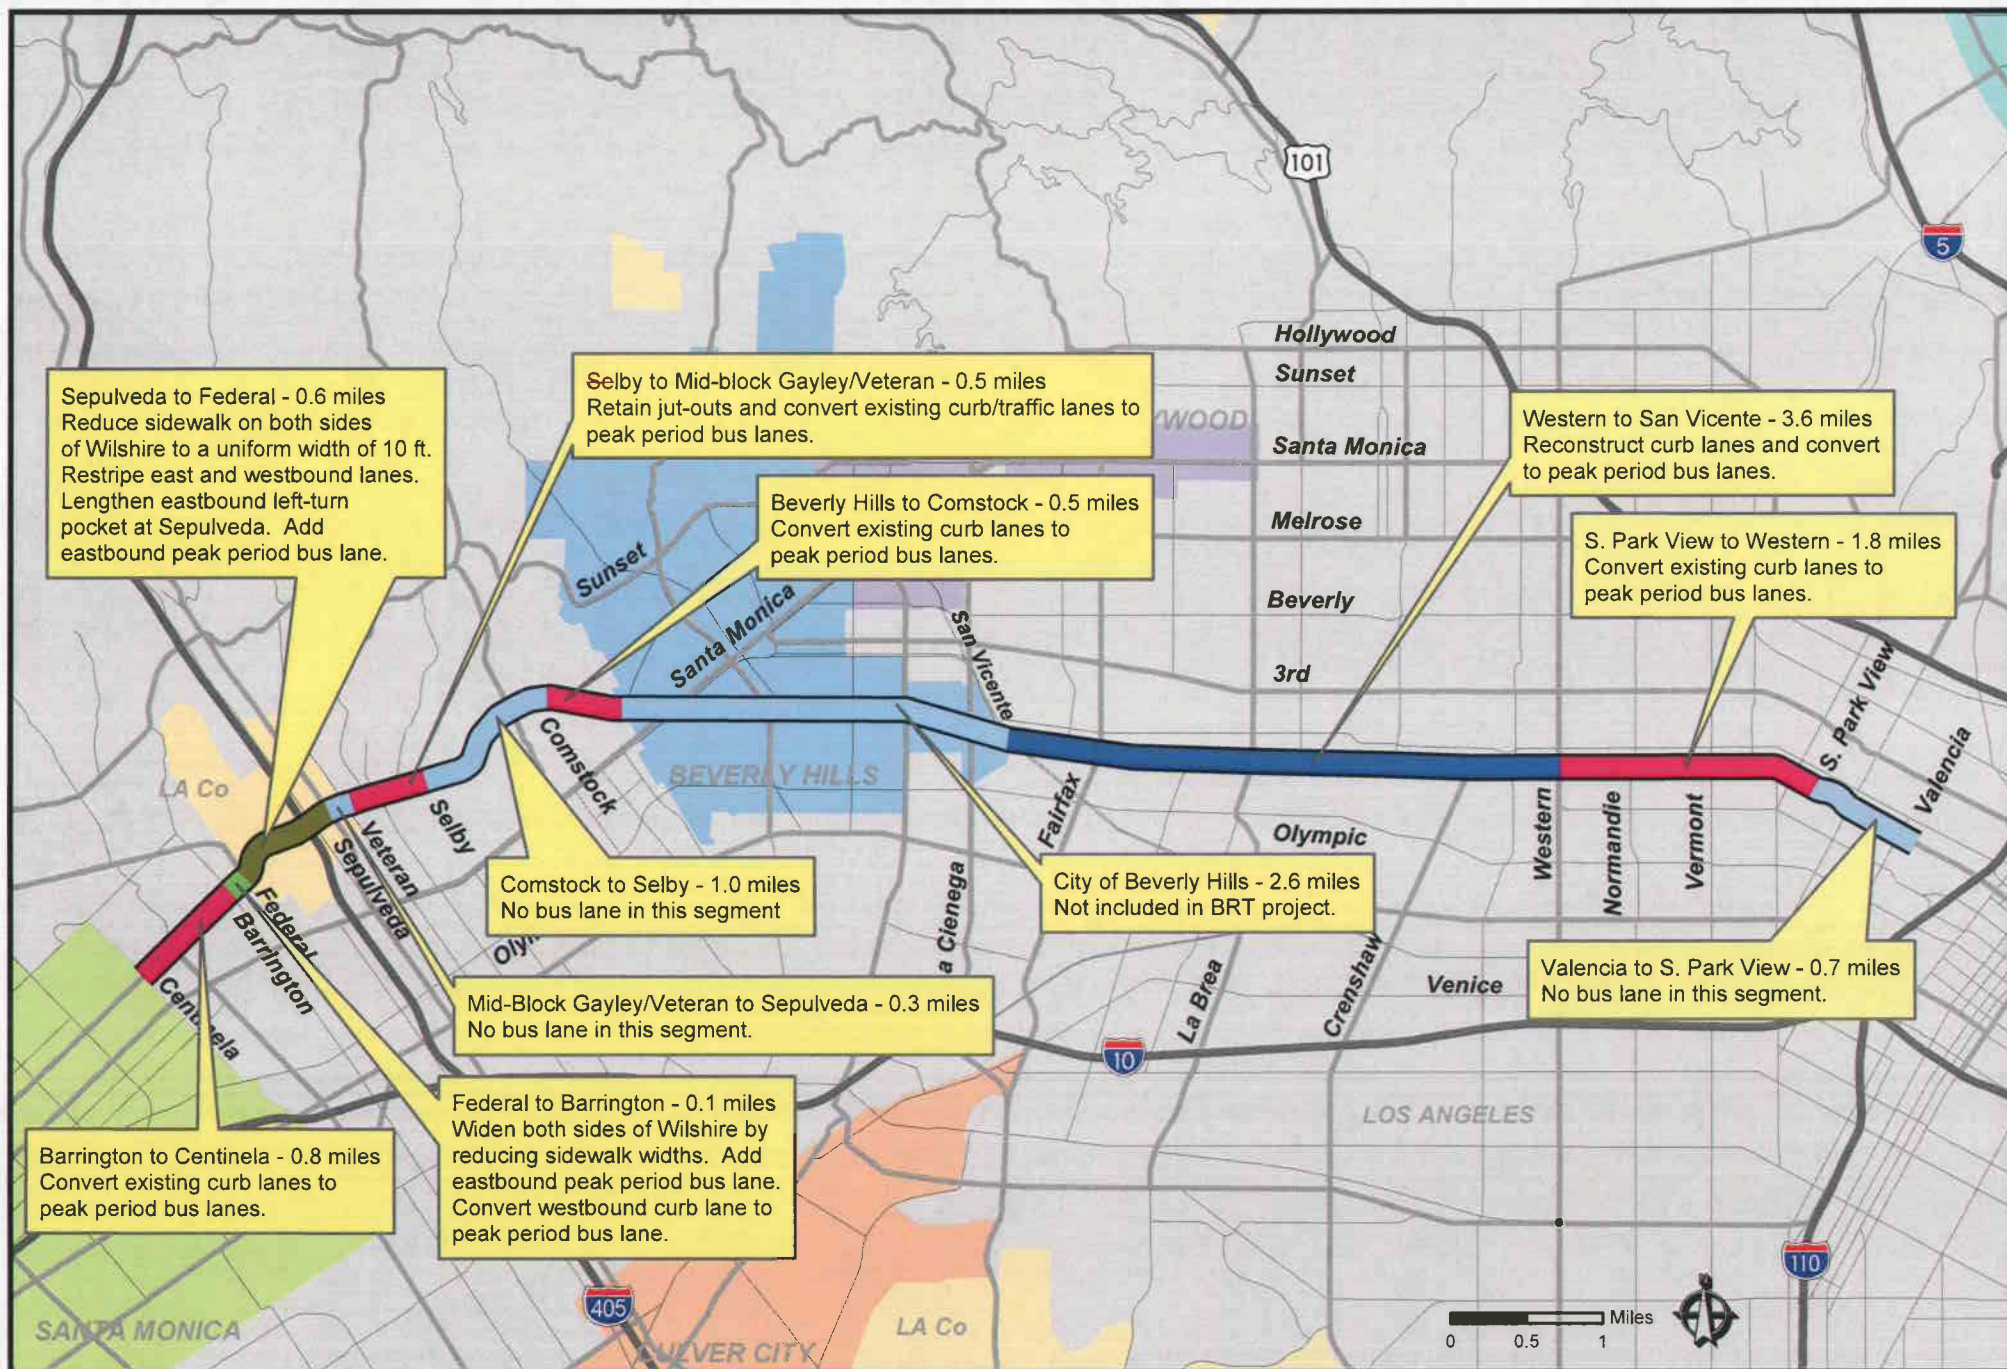 101
5
Hollywood
Sunset
Santa Monica
Melrose
Beverly
3rd
WOOD
Sepulveda to Federal - 0.6 miles
Reduce sidewalk on both sides
of Wilshire to a uniform width of 10 ft.
Restripe east and westbound lanes.
Lengthen eastbound left-turn
pocket at Sepulveda. Add
eastbound peak period bus lane.
Selby to Mid-block Gayley/Veteran - 0.5 miles
Retain jut-outs and convert existing curb/traffic lanes to
peak period bus lanes.
Beverly Hills to Comstock - 0.5 miles
Convert existing curb lanes to
peak period bus lanes.
Western to San Vicente - 3.6 miles
Reconstruct curb lanes and convert
to peak period bus lanes.
S. Park View to Western - 1.8 miles
Convert existing curb lanes to
peak period bus lanes.
Sunset
Santa Monica
San Vicente
S. Park View
Valencia
LA Co
BEVERLY HILLS
Comstock
Selby
Veteran
Sepulveda
Federal
Barrington
Centinela
Fairfax
Olympic
Western
Normandie
Vermont
Comstock to Selby - 1.0 miles
No bus lane in this segment
City of Beverly Hills - 2.6 miles
Not included in BRT project.
Oly
a Cienega
La Brea
Crenshaw
Venice
Valencia to S. Park View - 0.7 miles
No bus lane in this segment.
Mid-Block Gayley/Veteran to Sepulveda - 0.3 miles
No bus lane in this segment.
10
Federal to Barrington - 0.1 miles
Widen both sides of Wilshire by
reducing sidewalk widths. Add
eastbound peak period bus lane.
Convert westbound curb lane to
peak period bus lane.
Barrington to Centinela - 0.8 miles
Convert existing curb lanes to
peak period bus lanes.
LOS ANGELES
110
405
SANTA MONICA
CULVER CITY
LA Co
Miles
0 0.5 1
N